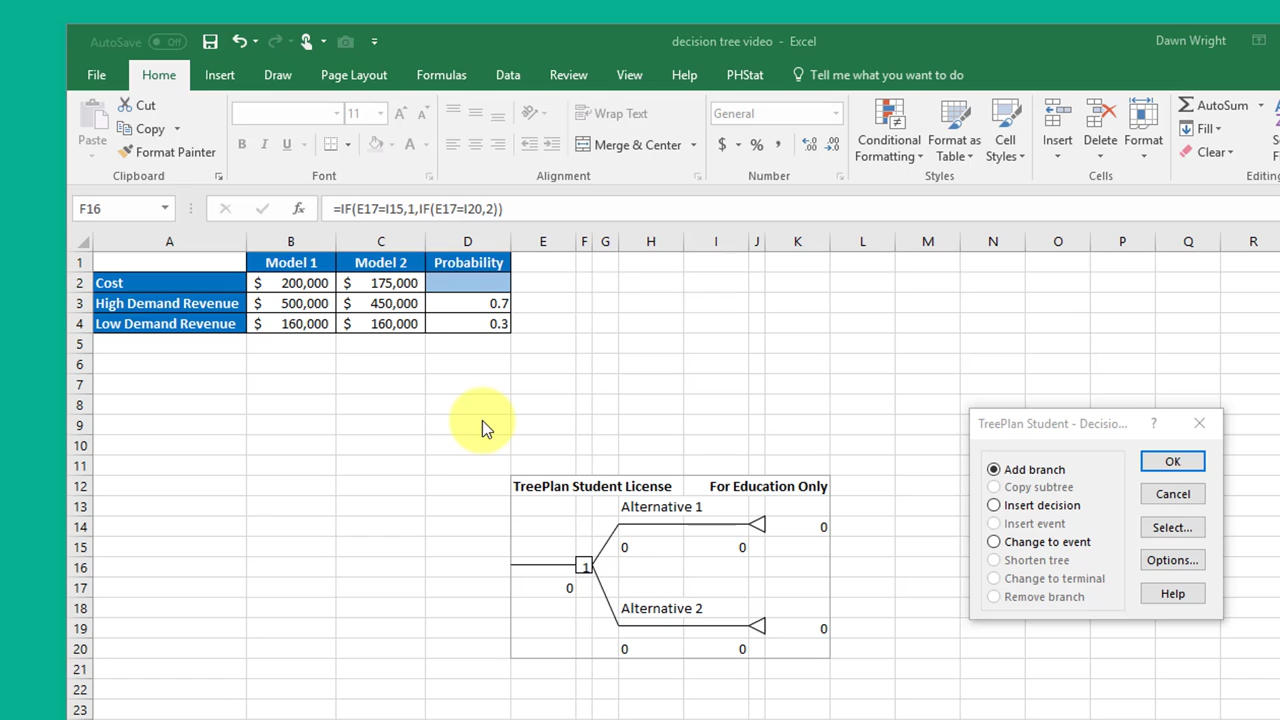 AutoSave Off
decision tree video - Excel
Dawn Wright
File Home Insert Draw Page Layout Formulas Data Review View Help PHStat Tell me what you want to do
Paste
Cut
Copy
Format Painter
Clipboard
11 A A
B I U A
Font
Wrap Text
Merge & Center
Alignment
General
$ %
Number
Conditional Formatting
Format as Table
Cell Styles
Styles
Insert Delete Format
Cells
AutoSum
Fill
Clear
Editing
F16 fx =IF(E17=I15,1,IF(E17=I20,2))
A B C D E F G H I J K L M N O P Q R
1 Model 1 Model 2 Probability
2 Cost $ 200,000 $ 175,000
3 High Demand Revenue $ 500,000 $ 450,000 0.7
4 Low Demand Revenue $ 160,000 $ 160,000 0.3
5
6
7
8
9
10
11
12 TreePlan Student License For Education Only
13 Alternative 1
14 0
15 0 0
16 1
17 0
18 Alternative 2
19 0
20 0 0
21
22
23
TreePlan Student - Decisio... ?
Add branch
Copy subtree
Insert decision
Insert event
Change to event
Shorten tree
Change to terminal
Remove branch
OK
Cancel
Select...
Options...
Help